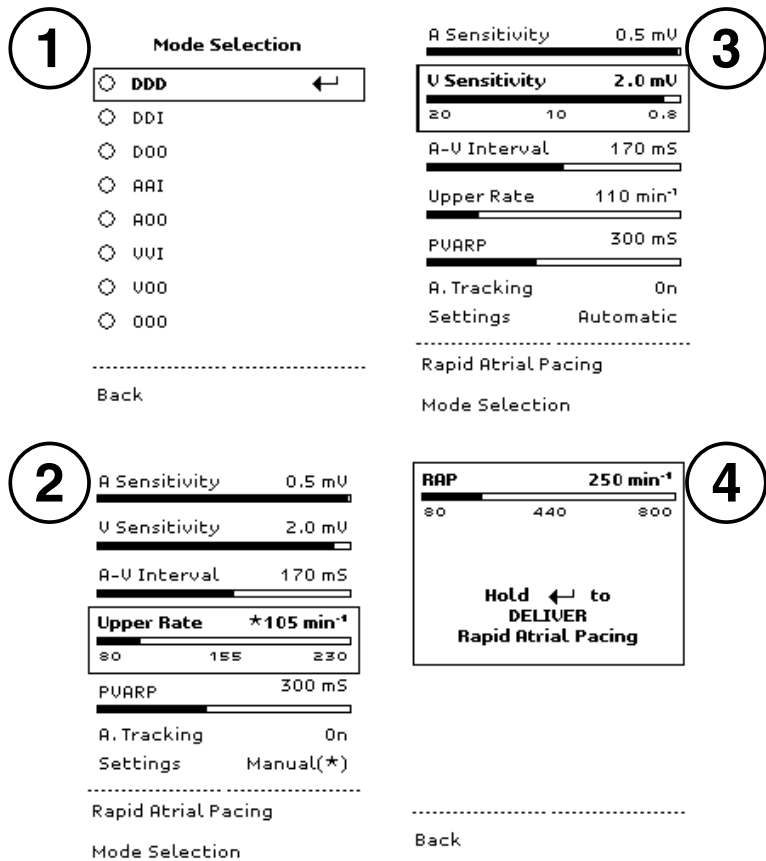 1
Mode Selection
DDD ↵
DDI
DOO
AAI
AOO
VVI
VOO
OOO
Back
2
A Sensitivity 0.5 mV
V Sensitivity 2.0 mV
A-V Interval 170 mS
Upper Rate *105 min⁻¹
80 155 230
PVARP 300 mS
A. Tracking On
Settings Manual(*)
Rapid Atrial Pacing
Mode Selection
3
A Sensitivity 0.5 mV
V Sensitivity 2.0 mV
20 10 0.8
A-V Interval 170 mS
Upper Rate 110 min⁻¹
PVARP 300 mS
A. Tracking On
Settings Automatic
Rapid Atrial Pacing
Mode Selection
4
RAP 250 min⁻¹
80 440 800
Hold ↵ to
DELIVER
Rapid Atrial Pacing
Back